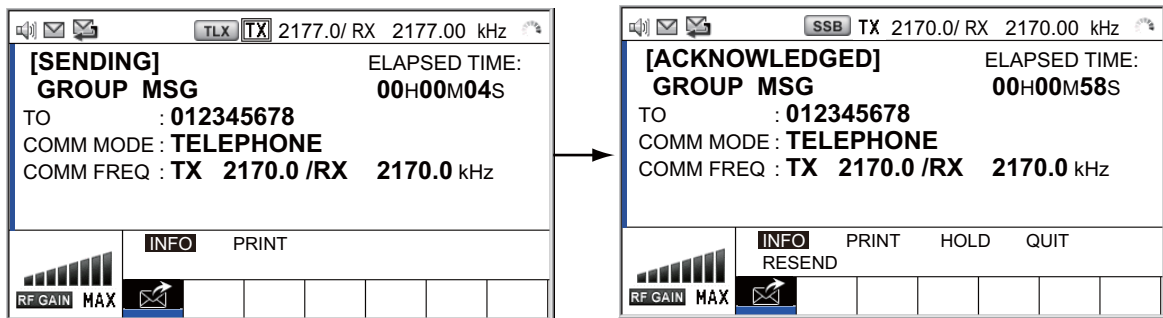 TLX TX 2177.0/ RX 2177.00 kHz
[SENDING] ELAPSED TIME:
GROUP MSG 00H00M04S
TO : 012345678
COMM MODE : TELEPHONE
COMM FREQ : TX 2170.0 /RX 2170.0 kHz
INFO PRINT
RF GAIN MAX
SSB TX 2170.0/ RX 2170.00 kHz
[ACKNOWLEDGED] ELAPSED TIME:
GROUP MSG 00H00M58S
TO : 012345678
COMM MODE : TELEPHONE
COMM FREQ : TX 2170.0 /RX 2170.0 kHz
INFO PRINT HOLD QUIT
RESEND
RF GAIN MAX